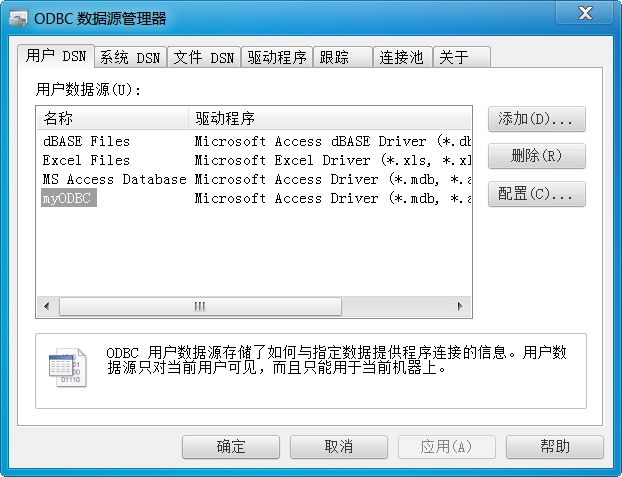 ODBC 数据源管理器
用户 DSN 系统 DSN 文件 DSN 驱动程序 跟踪 连接池 关于
用户数据源(U):
名称 驱动程序
添加(D)...
dBASE Files Microsoft Access dBASE Driver (*.db
Excel Files Microsoft Excel Driver (*.xls, *.xl
删除(R)
MS Access Database Microsoft Access Driver (*.mdb, *.a
myODBC Microsoft Access Driver (*.mdb, *.a
配置(C)...
ODBC 用户数据源存储了如何与指定数据提供程序连接的信息。用户数
据源只对当前用户可见，而且只能用于当前机器上。
01
01110
确定 取消 应用(A) 帮助